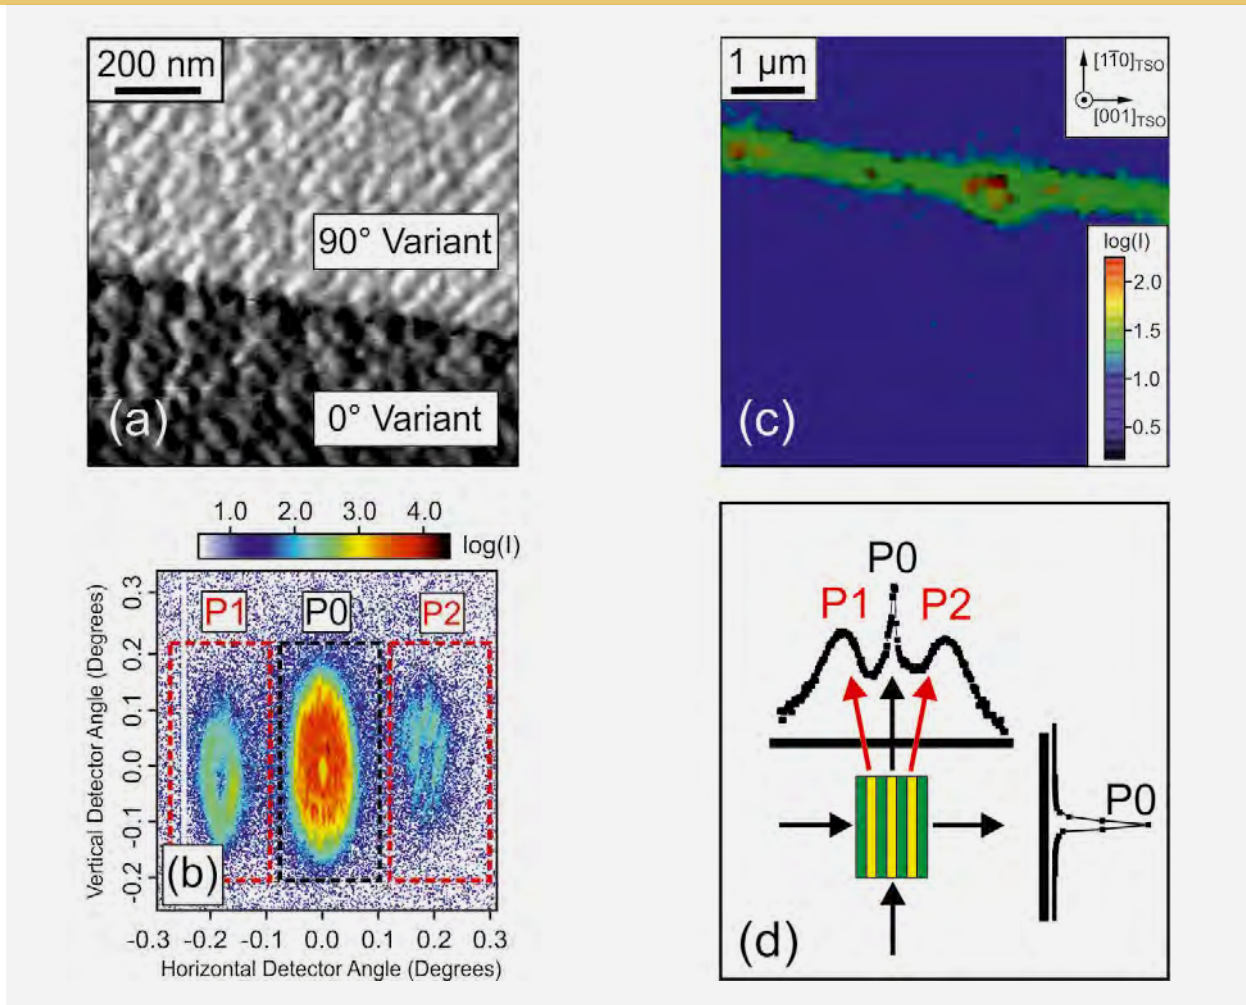 200 nm
90° Variant
0° Variant
(a)
1 μm
[11̄0]TSO
[001]TSO
log(I)
2.0
1.5
1.0
0.5
(c)
1.0 2.0 3.0 4.0
log(I)
P1 P0 P2
0.3
0.2
0.1
0.0
-0.1
-0.2
Vertical Detector Angle (Degrees)
(b)
-0.3 -0.2 -0.1 0.0 0.1 0.2 0.3
Horizontal Detector Angle (Degrees)
P0
P1 P2
P0
(d)